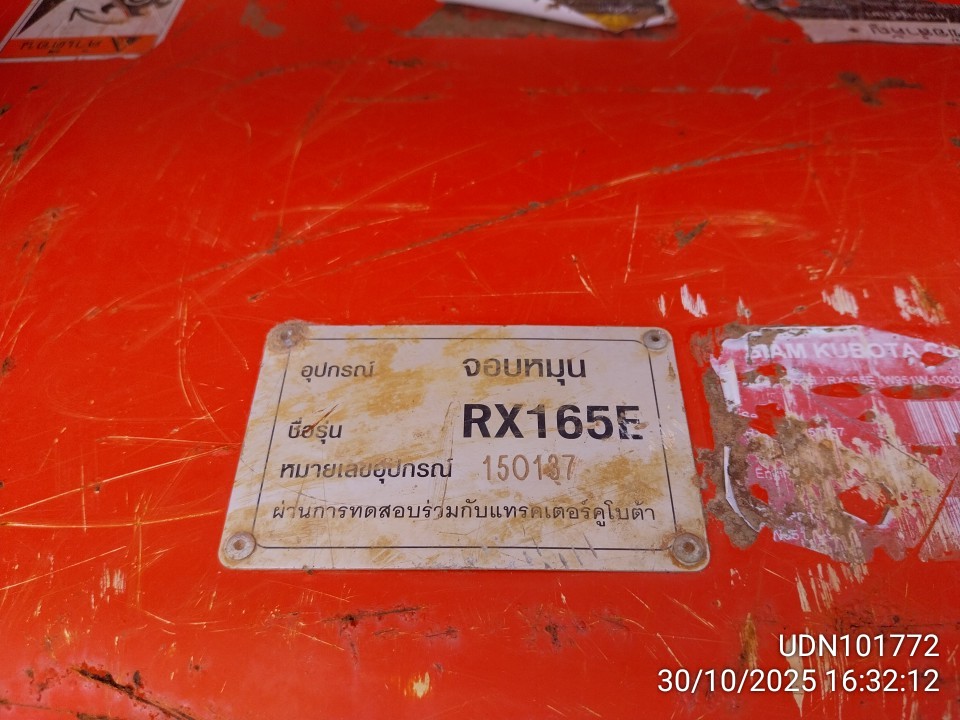 อุปกรณ์ จอบหมุน
ชื่อรุ่น RX165E
หมายเลขอุปกรณ์ 150137
ผ่านการทดสอบร่วมกับแทรคเตอร์คูโบต้า
SIAM KUBOTA Co
UDN101772
30/10/2025 16:32:12